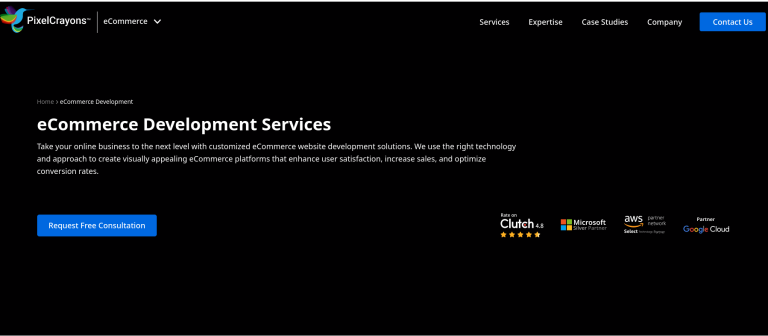 PixelCrayons™ eCommerce Services Expertise Case Studies Company Contact Us
Home > eCommerce Development
eCommerce Development Services
Take your online business to the next level with customized eCommerce website development solutions. We use the right technology
and approach to create visually appealing eCommerce platforms that enhance user satisfaction, increase sales, and optimize
conversion rates.
Request Free Consultation
Rate on
Clutch 4.8
Microsoft
Silver Partner
aws partner
network
Select
Partner
Google Cloud